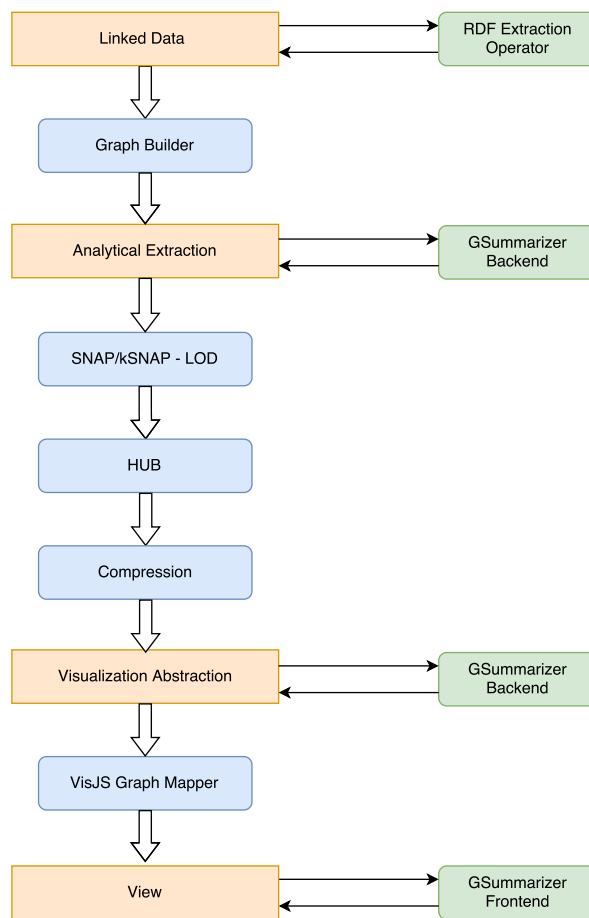 Linked Data
RDF Extraction
Operator
Graph Builder
Analytical Extraction
GSummarizer
Backend
SNAP/kSNAP - LOD
HUB
Compression
Visualization Abstraction
GSummarizer
Backend
VisJS Graph Mapper
View
GSummarizer
Frontend